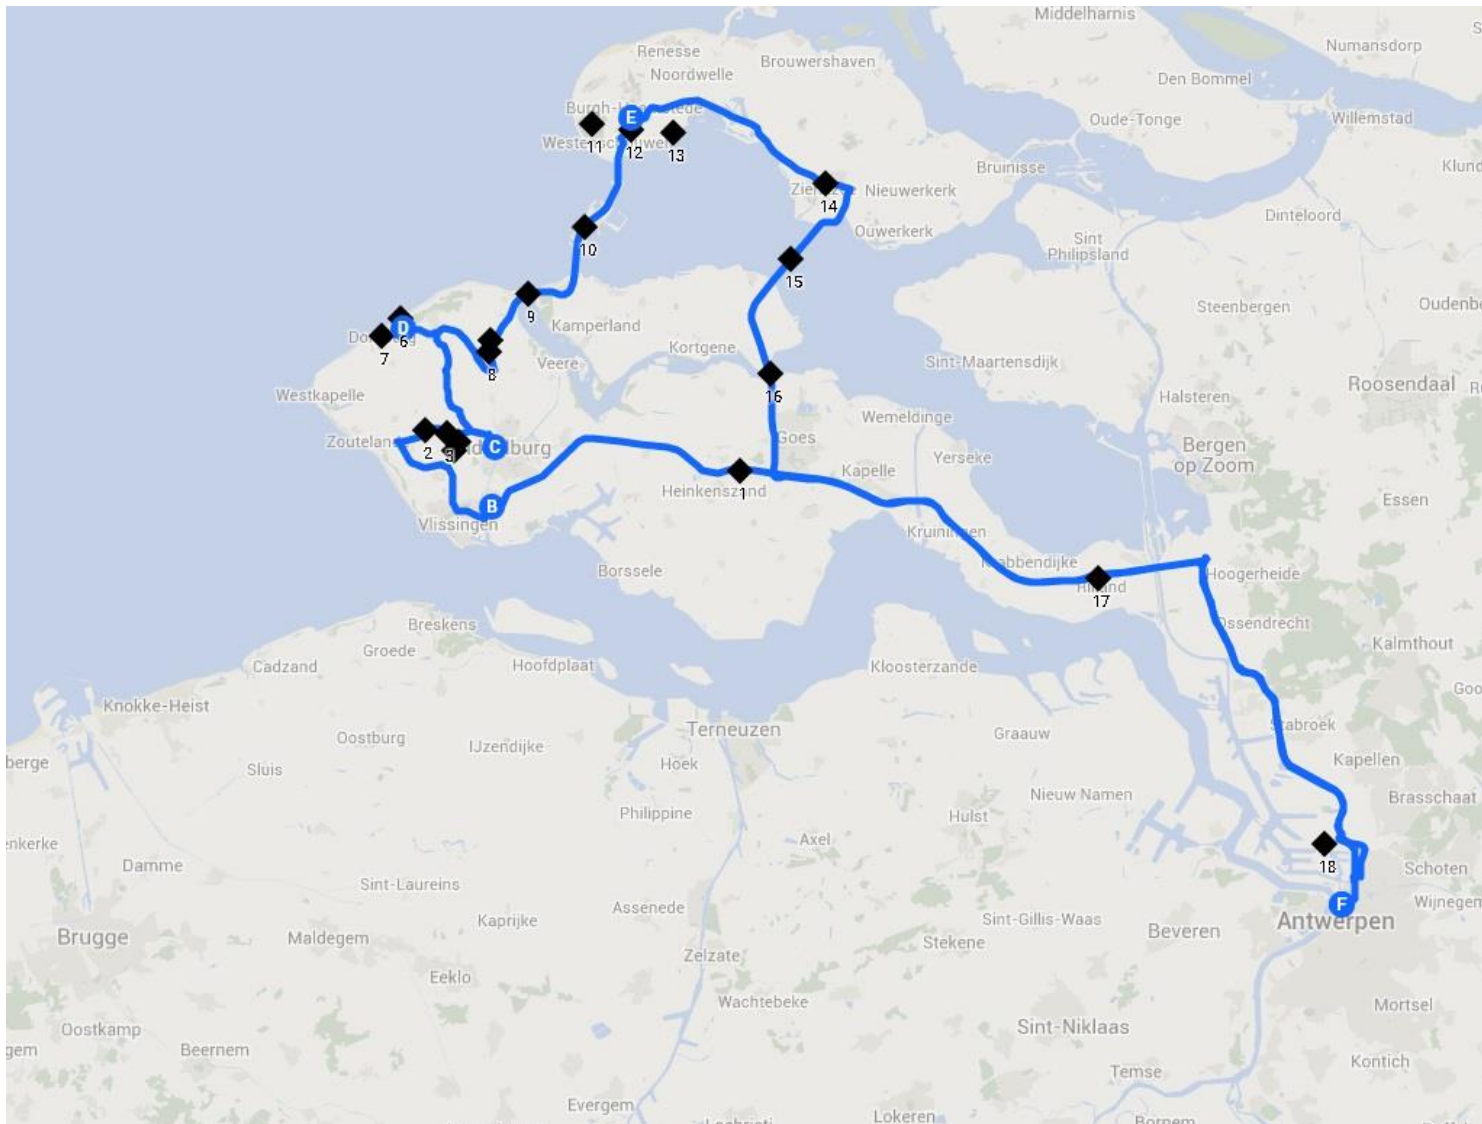 Middelharnis
Numansdorp
Renesse
Brouwershaven
Noordwelle
Den Bommel
E
Oude-Tonge
Willemstad
11
12
13
Bruinisse
14
Nieuwerkerk
Dinteloord
Ouwerkerk
Sint
Philipsland
10
15
Steenbergen
9
Kamperland
D
6
7
8
Veere
Kortgene
Sint-Maartensdijk
Roosendaal
Westkapelle
16
Halsteren
Wemeldinge
Goes
2
3
C
Bergen
op Zoom
Yerseke
Kapelle
1
Heinkenszand
Essen
B
Vlissingen
Kruiningen
Borssele
Hoogerheide
17
Breskens
Groede
Kalmthout
Cadzand
Hoofdplaat
Kloosterzande
Knokke-Heist
Terneuzen
Graauw
Oostburg
IJzendijke
Hoek
Sluis
Kapellen
Nieuw Namen
Brasschaat
Philippine
Hulst
Axel
18
Damme
Schoten
Sint-Laureins
F
Assenede
Kaprijke
Sint-Gillis-Waas
Antwerpen
Brugge
Maldegem
Beveren
Stekene
Zelzate
Eeklo
Wachtebeke
Mortsel
Oostkamp
Sint-Niklaas
Beernem
Kontich
Temse
Evergem
Lokeren